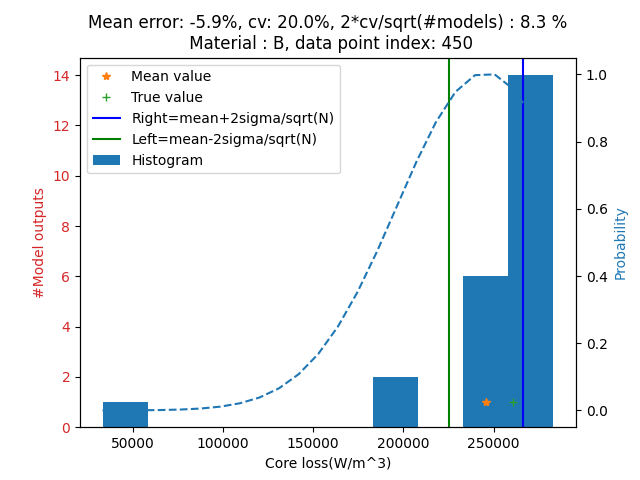 Mean error: -5.9%, cv: 20.0%, 2*cv/sqrt(#models) : 8.3 %
Material : B, data point index: 450
Mean value
True value
Right=mean+2sigma/sqrt(N)
Left=mean-2sigma/sqrt(N)
Histogram
#Model outputs
14
12
10
8
6
4
2
0
1.0
0.8
0.6
0.4
0.2
0.0
Probability
50000 100000 150000 200000 250000
Core loss(W/m^3)